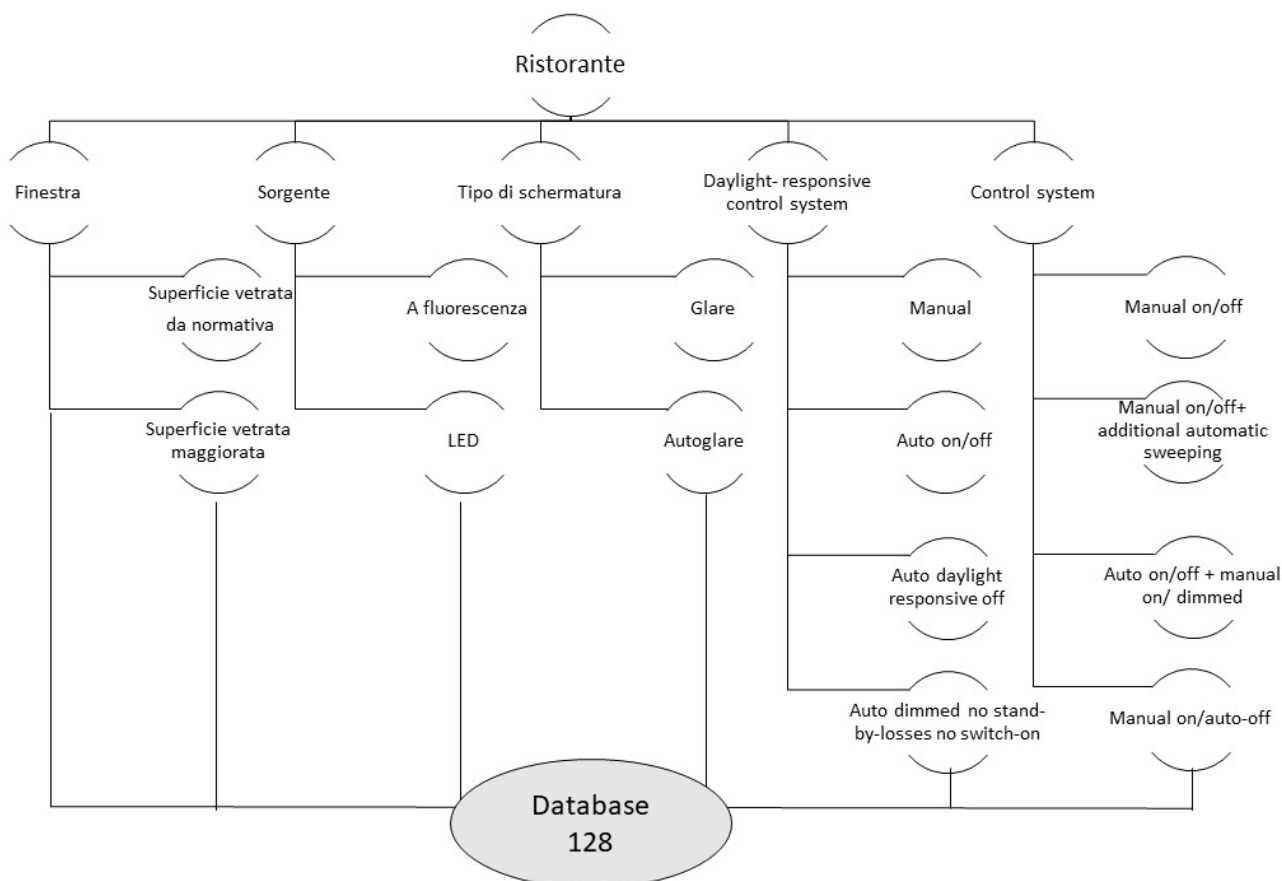 Ristorante
Finestra
Sorgente
Tipo di schermatura
Daylight- responsive
control system
Control system
Superficie vetrata
da normativa
A fluorescenza
Glare
Manual
Manual on/off
Superficie vetrata
maggiorata
LED
Autoglare
Auto on/off
Manual on/off+
additional automatic
sweeping
Auto daylight
responsive off
Auto on/off + manual
on/ dimmed
Auto dimmed no stand-
by-losses no switch-on
Manual on/auto-off
Database
128